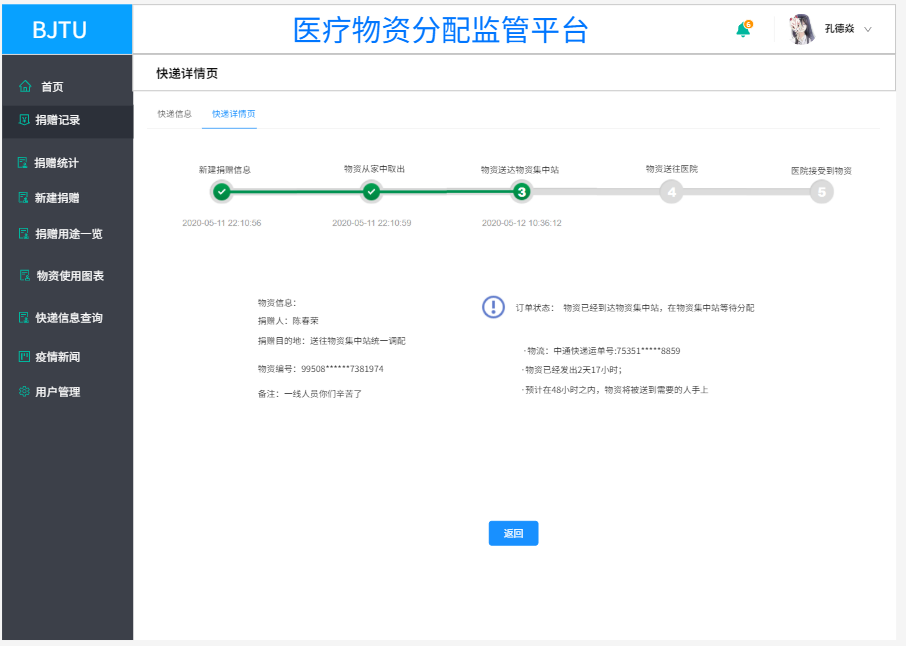 BJTU
医疗物资分配监管平台
6
孔德焱
首页
捐赠记录
捐赠统计
新建捐赠
捐赠用途一览
物资使用图表
快递信息查询
疫情新闻
用户管理
快递详情页
快递信息 快递详情页
新建捐赠信息 物资从家中取出 物资送达物资集中站 物资送往医院 医院接受到物资
3 4 5
2020-05-11 22:10:56 2020-05-11 22:10:59 2020-05-12 10:36:12
物资信息：
捐赠人：陈春荣
捐赠目的地：送往物资集中站统一调配
物资编号：99508******7381974
备注：一线人员你们辛苦了
订单状态： 物资已经到达物资集中站，在物资集中站等待分配
·物流：中通快递运单号:75351*****8859
·物资已经发出2天17小时；
·预计在48小时之内，物资将被送到需要的人手上
返回